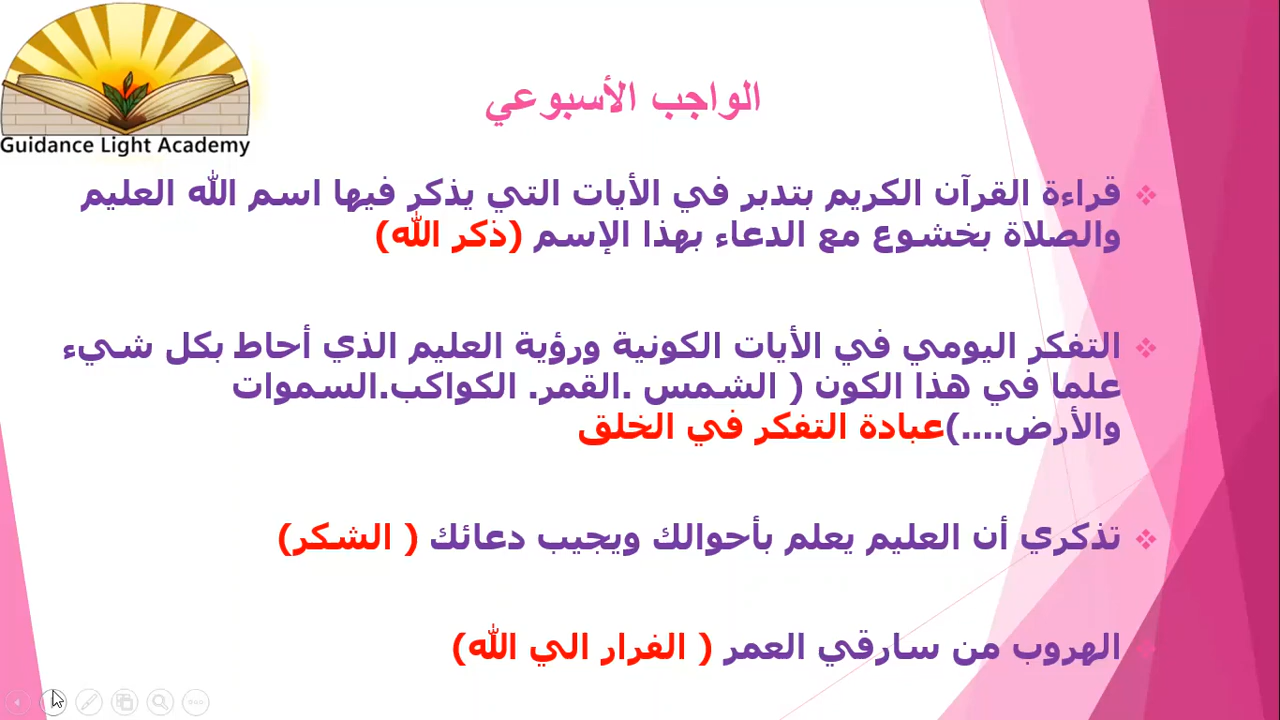 Guidance Light Academy
الواجب الأسبوعي
قراءة القرآن الكريم بتدبر في الأيات التي يذكر فيها اسم الله العليم
والصلاة بخشوع مع الدعاء بهذا الإسم (ذكر الله)
التفكر اليومي في الأيات الكونية ورؤية العليم الذي أحاط بكل شيء
علما في هذا الكون ( الشمس .القمر. الكواكب.السموات
والأرض....)عبادة التفكر في الخلق
تذكري أن العليم يعلم بأحوالك ويجيب دعائك ( الشكر)
الهروب من سارقي العمر ( الفرار الي الله)